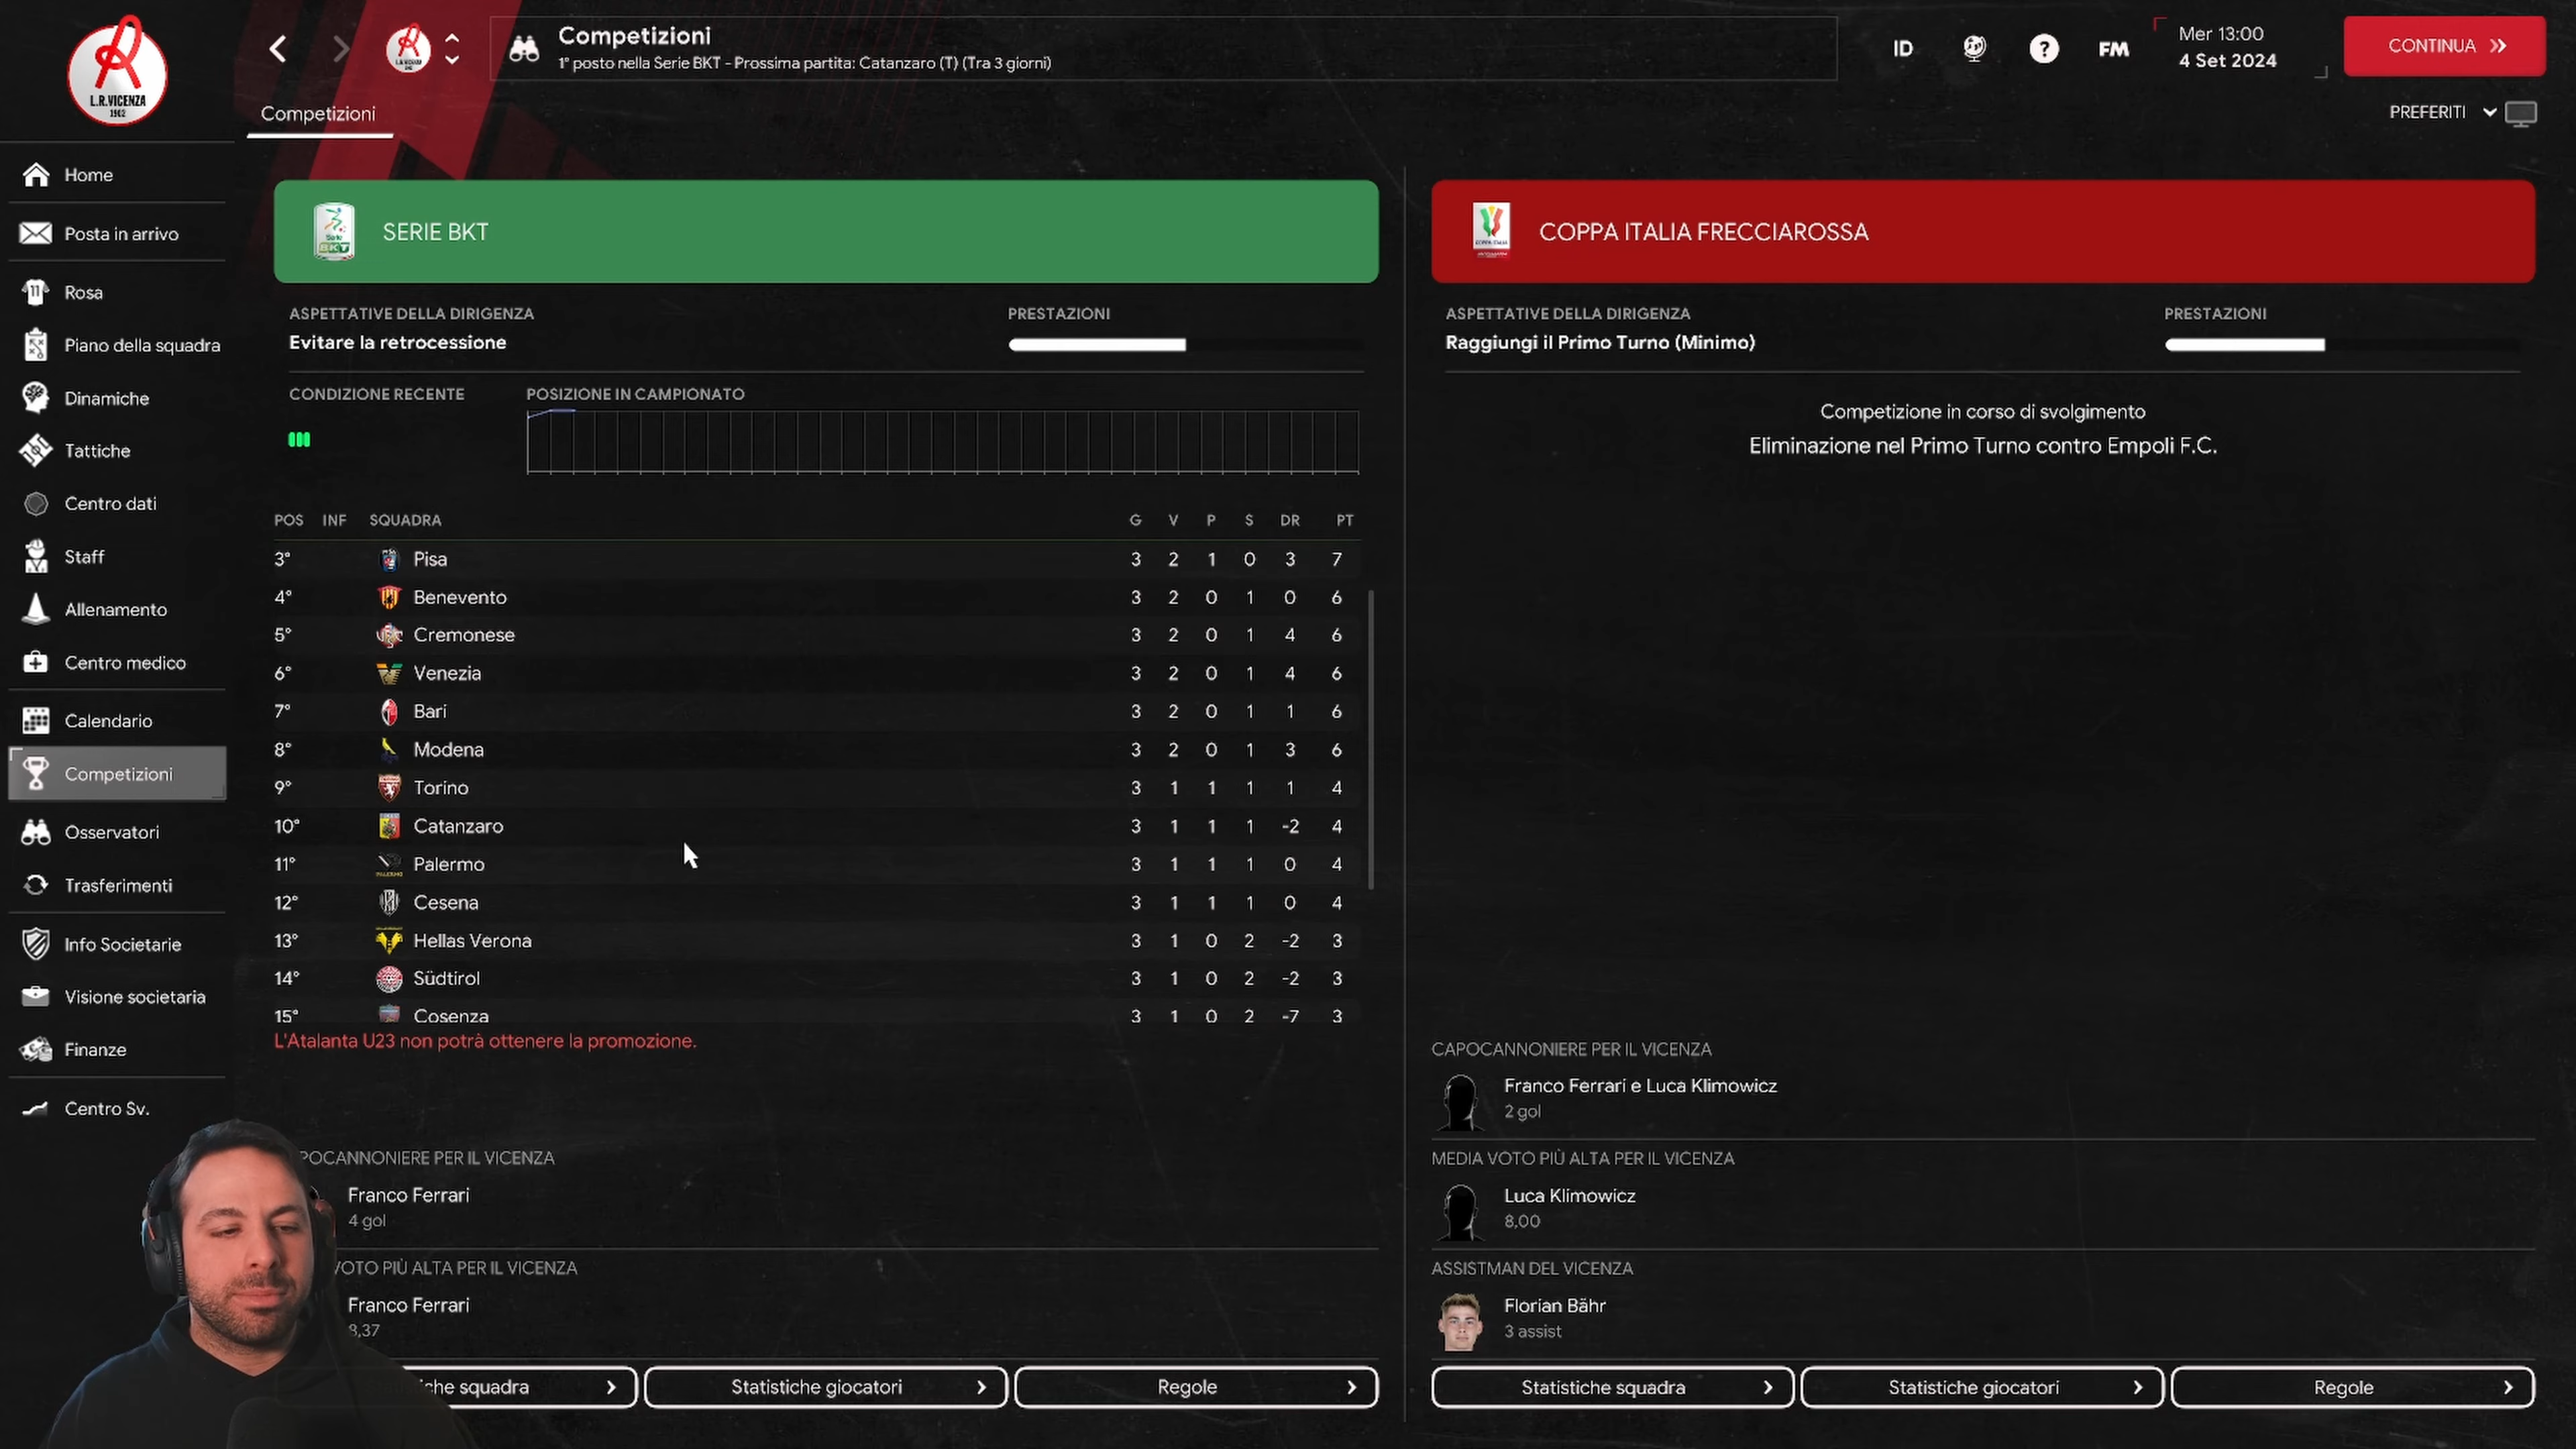 L.R.VICENZA
1902
Competizioni
1° posto nella Serie BKT - Prossima partita: Catanzaro (T) (Tra 3 giorni)
ID
?
FM
Mer 13:00
4 Set 2024
CONTINUA
Competizioni
PREFERITI
Home
Posta in arrivo
Rosa
Piano della squadra
Dinamiche
Tattiche
Centro dati
Staff
Allenamento
Centro medico
Calendario
Competizioni
Osservatori
Trasferimenti
Info Societarie
Visione societaria
Finanze
Centro Sv.
SERIE BKT
ASPETTATIVE DELLA DIRIGENZA
PRESTAZIONI
Evitare la retrocessione
CONDIZIONE RECENTE
POSIZIONE IN CAMPIONATO
POS INF SQUADRA G V P S DR PT
3° Pisa 3 2 1 0 3 7
4° Benevento 3 2 0 1 0 6
5° Cremonese 3 2 0 1 4 6
6° Venezia 3 2 0 1 4 6
7° Bari 3 2 0 1 1 6
8° Modena 3 2 0 1 3 6
9° Torino 3 1 1 1 1 4
10° Catanzaro 3 1 1 1 -2 4
11° Palermo 3 1 1 1 0 4
12° Cesena 3 1 1 1 0 4
13° Hellas Verona 3 1 0 2 -2 3
14° Südtirol 3 1 0 2 -2 3
15° Cosenza 3 1 0 2 -7 3
L'Atalanta U23 non potrà ottenere la promozione.
POCANNONIERE PER IL VICENZA
Franco Ferrari
4 gol
VOTO PIÙ ALTA PER IL VICENZA
Franco Ferrari
8,37
iche squadra
Statistiche giocatori
Regole
COPPA ITALIA FRECCIAROSSA
ASPETTATIVE DELLA DIRIGENZA
PRESTAZIONI
Raggiungi il Primo Turno (Minimo)
Competizione in corso di svolgimento
Eliminazione nel Primo Turno contro Empoli F.C.
CAPOCANNONIERE PER IL VICENZA
Franco Ferrari e Luca Klimowicz
2 gol
MEDIA VOTO PIÙ ALTA PER IL VICENZA
Luca Klimowicz
8,00
ASSISTMAN DEL VICENZA
Florian Bähr
3 assist
Statistiche squadra
Statistiche giocatori
Regole